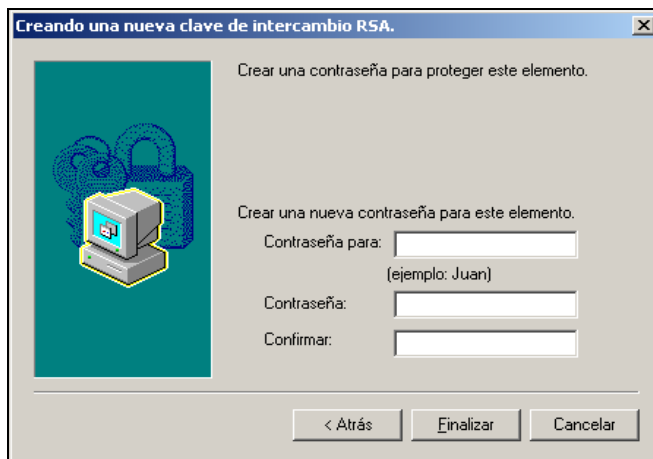 Creando una nueva clave de intercambio RSA.
Crear una contraseña para proteger este elemento.
Crear una nueva contraseña para este elemento.
Contraseña para:
(ejemplo: Juan)
Contraseña:
Confirmar:
< Atrás Finalizar Cancelar